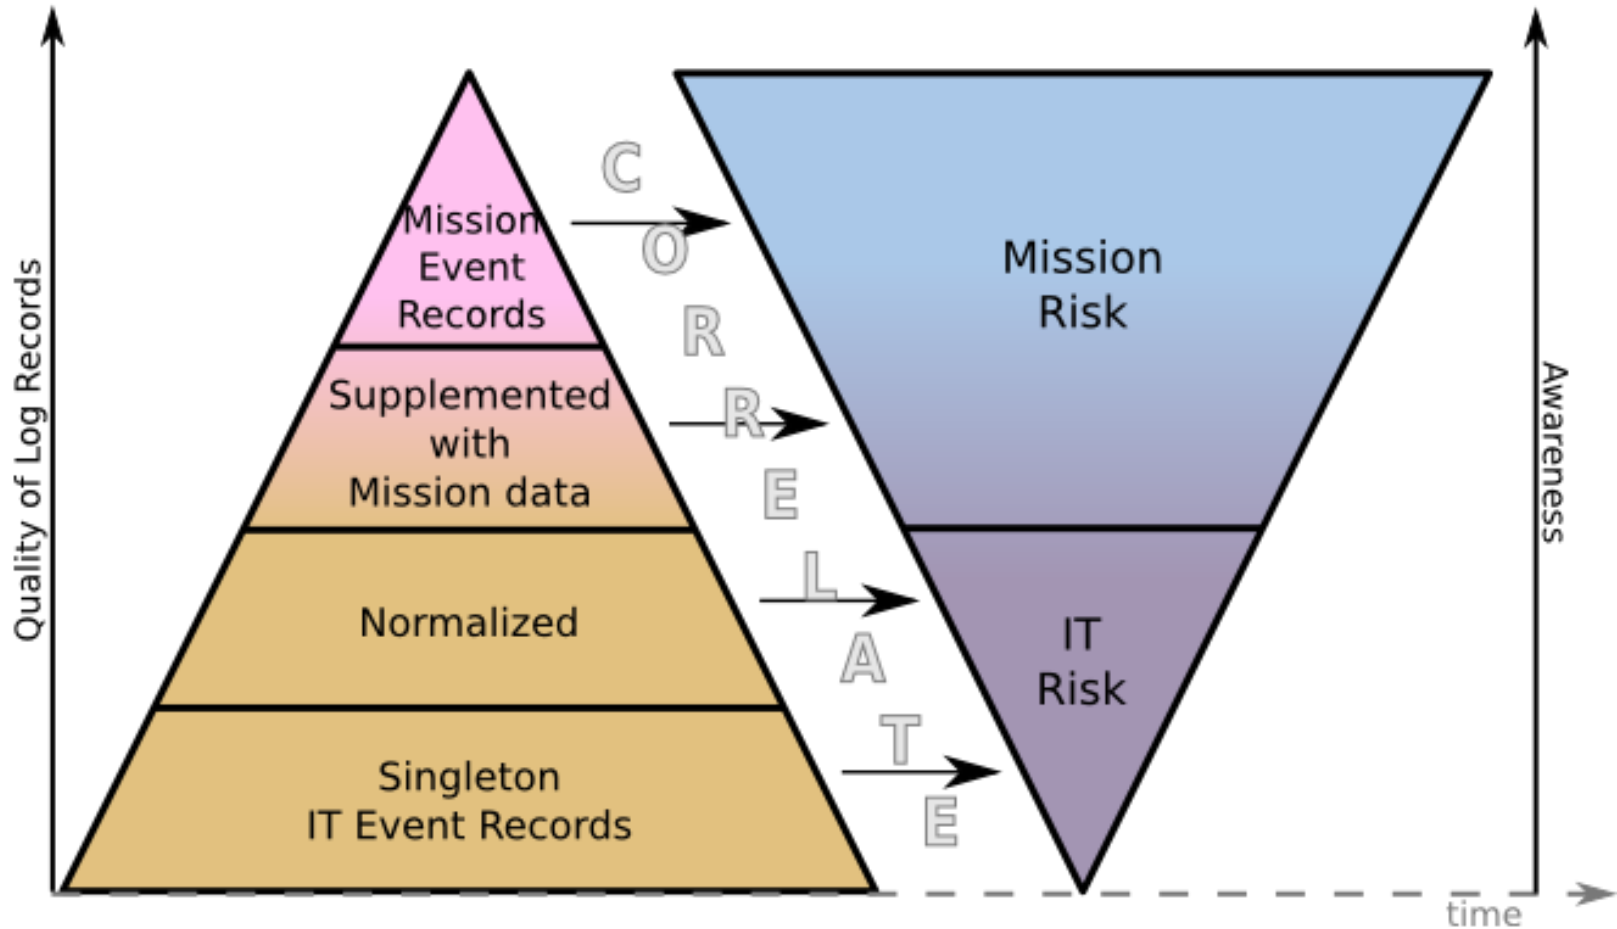 Quality of Log Records
Mission
Event
Records
Supplemented
with
Mission data
Normalized
Singleton
IT Event Records
CORRELATE
Mission
Risk
IT
Risk
Awareness
time